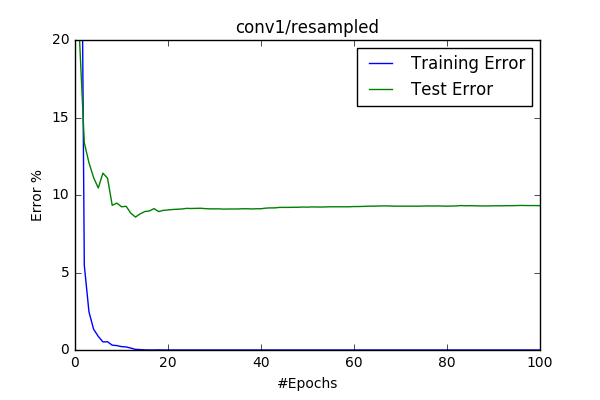 conv1/resampled
20
15
10
5
0
Error %
Training Error
Test Error
0 20 40 60 80 100
#Epochs